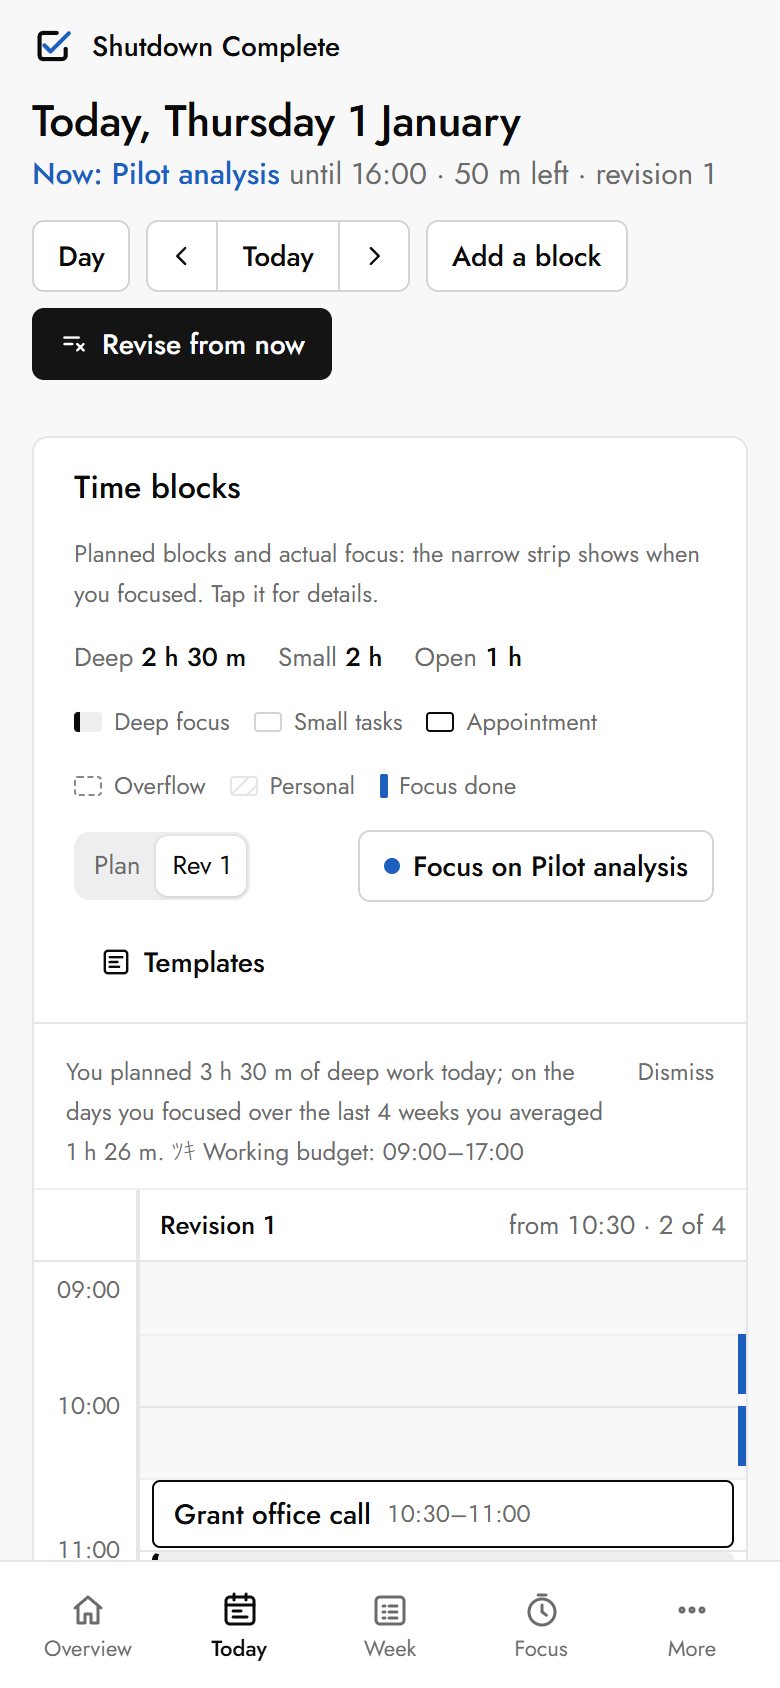 Shutdown Complete
Today, Thursday 1 January
Now: Pilot analysis until 16:00 · 50 m left · revision 1
Day
Today
Add a block
Revise from now
Time blocks
Planned blocks and actual focus: the narrow strip shows when
you focused. Tap it for details.
Deep 2 h 30 m Small 2 h Open 1 h
Deep focus Small tasks Appointment
Overflow Personal Focus done
Plan Rev 1 Focus on Pilot analysis
Templates
You planned 3 h 30 m of deep work today; on the Dismiss
days you focused over the last 4 weeks you averaged
1 h 26 m. ﾂｷ Working budget: 09:00–17:00
Revision 1 from 10:30 · 2 of 4
09:00
10:00
Grant office call 10:30–11:00
11:00
Overview Today Week Focus More